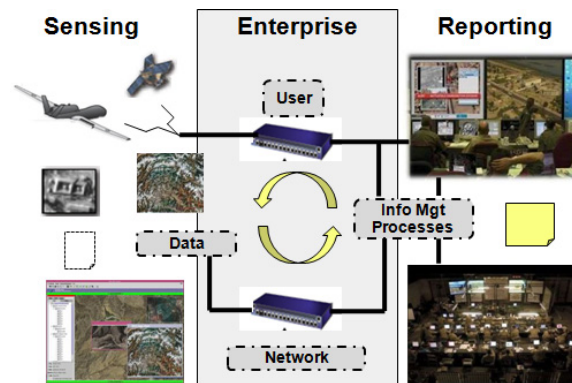 Sensing
Enterprise
Reporting
User
Data
Info Mgt
Processes
Network